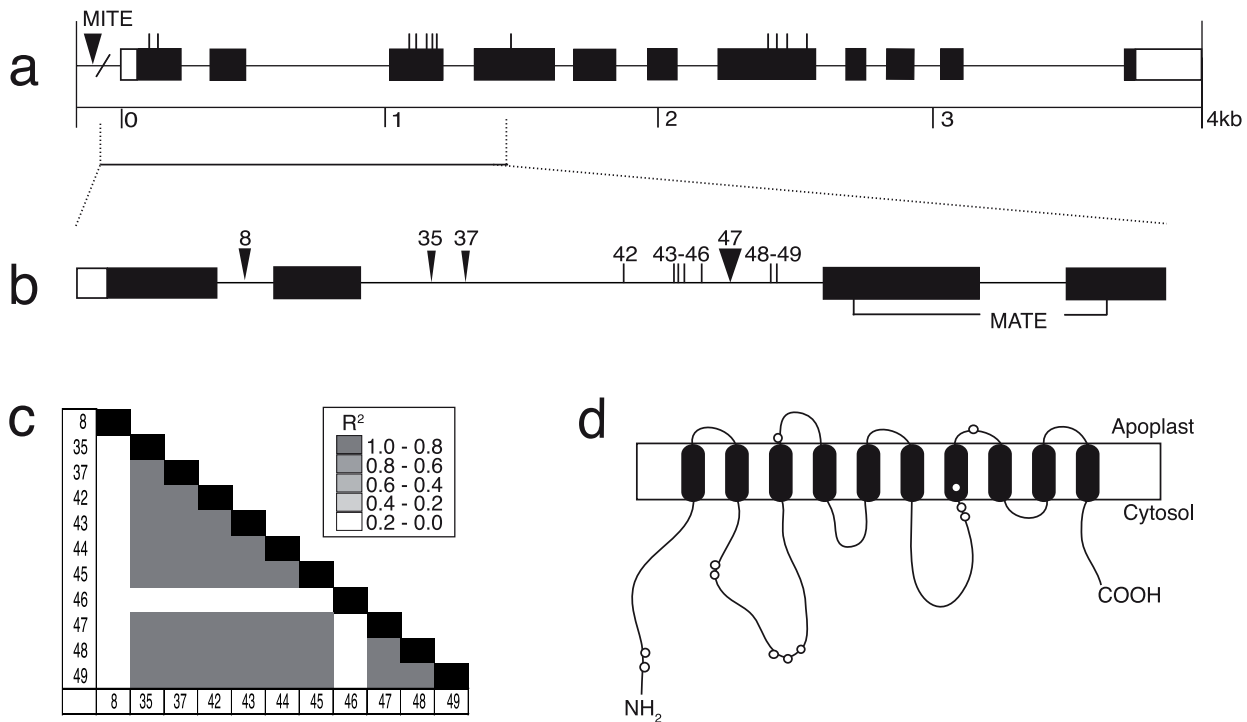 MITE
a
0 1 2 3 4kb
8 35 37 42 43-46 47 48-49
b
MATE
c
R²
1.0 - 0.8
0.8 - 0.6
0.6 - 0.4
0.4 - 0.2
0.2 - 0.0
8
35
37
42
43
44
45
46
47
48
49
8 35 37 42 43 44 45 46 47 48 49
d
Apoplast
Cytosol
COOH
NH₂